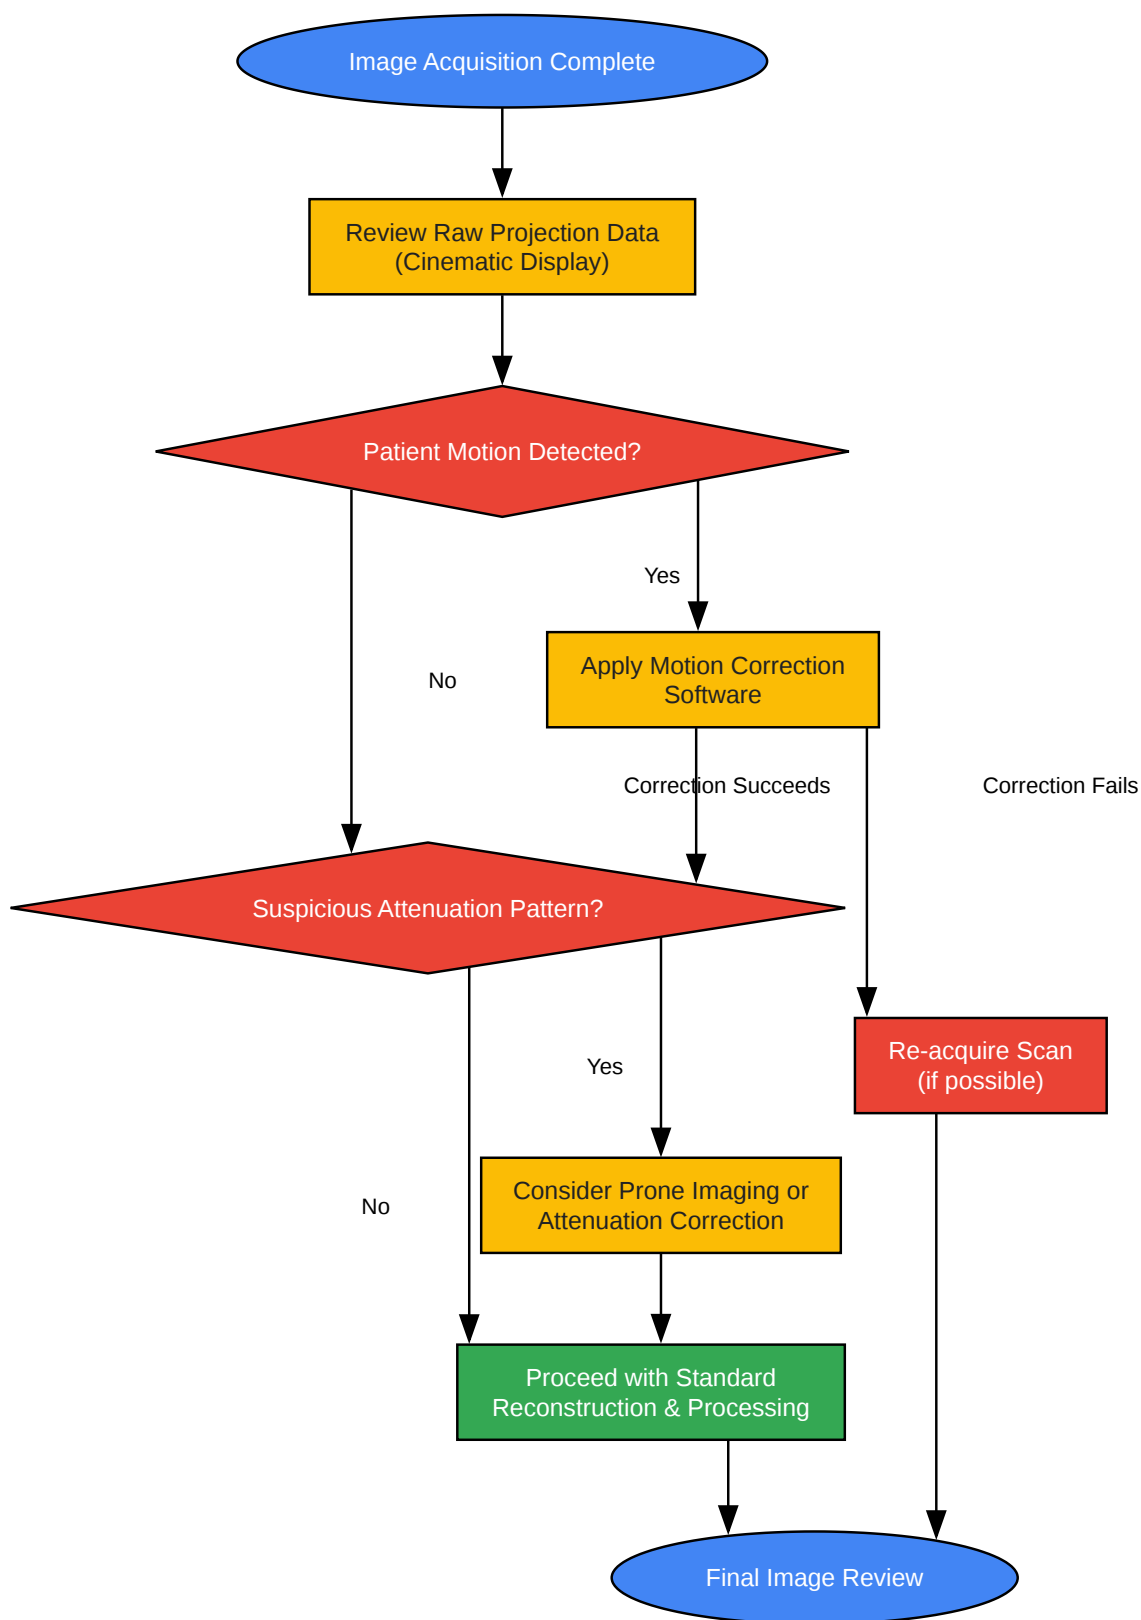 Image Acquisition Complete
Review Raw Projection Data
(Cinematic Display)
Patient Motion Detected?
Yes
Apply Motion Correction
Software
No
Correction Succeeds
Correction Fails
Suspicious Attenuation Pattern?
Re-acquire Scan
(if possible)
Yes
Consider Prone Imaging or
Attenuation Correction
No
Proceed with Standard
Reconstruction & Processing
Final Image Review